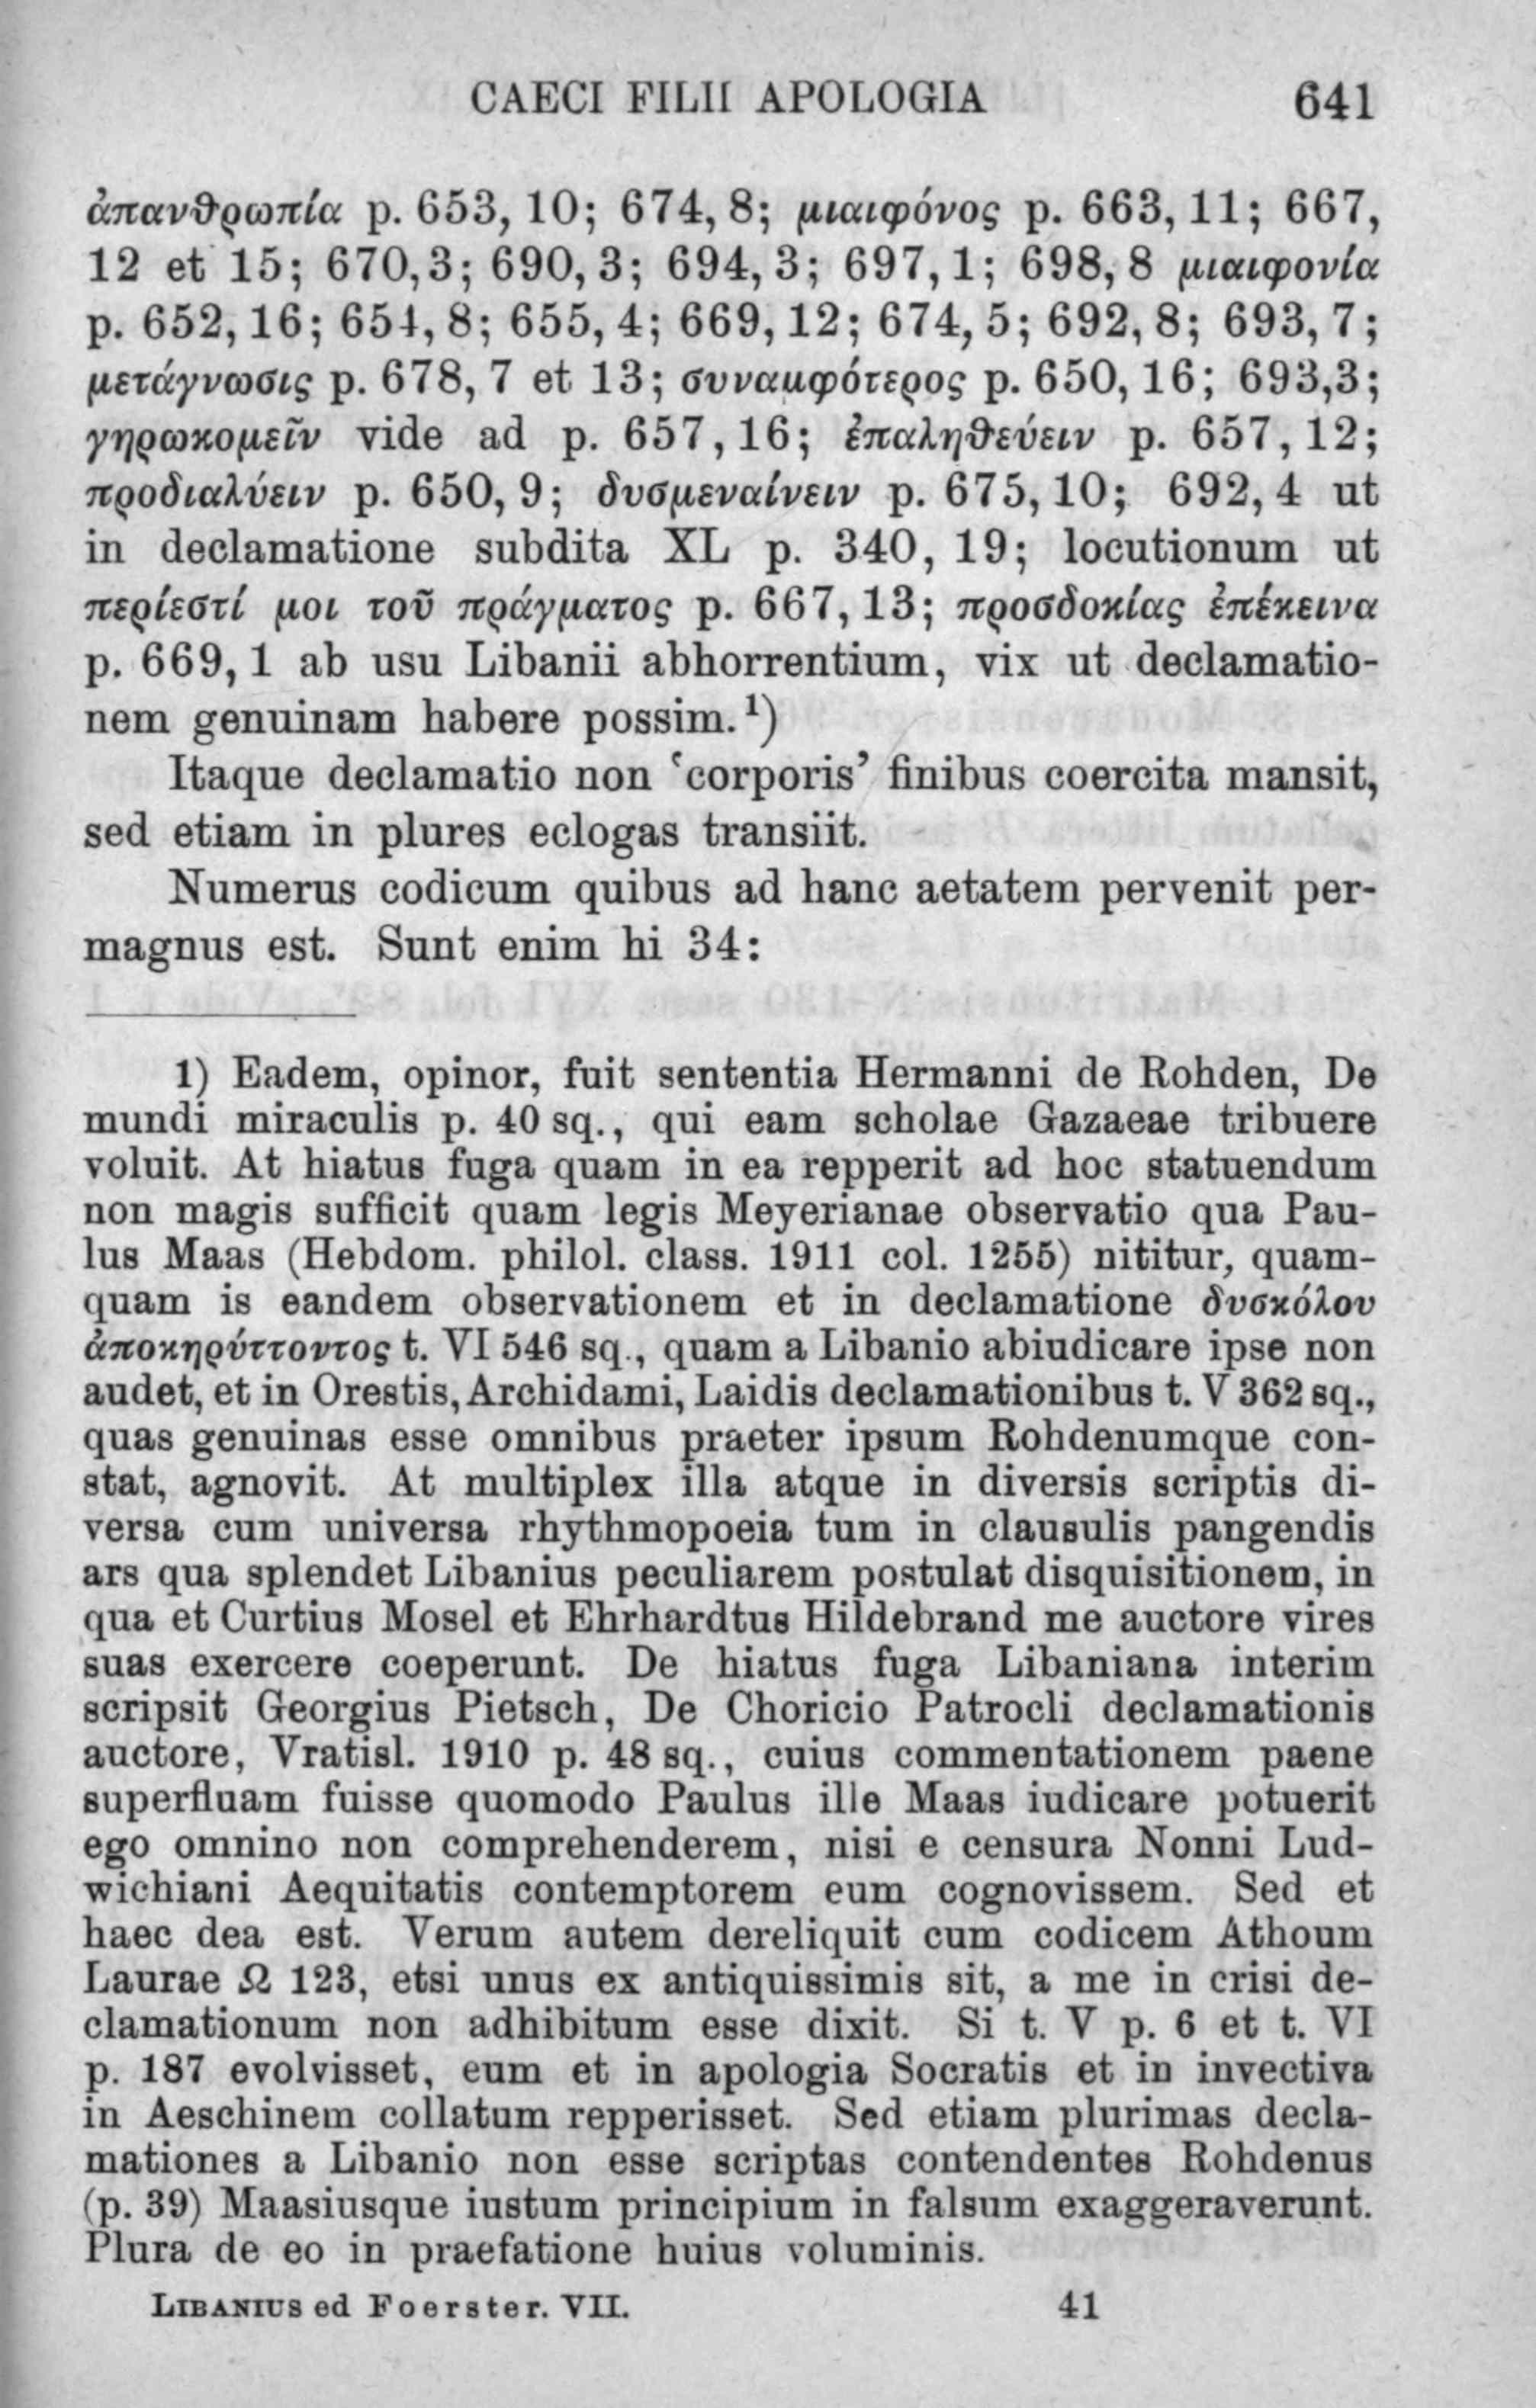 CAECI FILII APOLOGIA 641
ἀπανθρωπία p. 653, 10; 674, 8; μιαιφόνος p. 663, 11; 667,
12 et 15; 670, 3; 690, 3; 694, 3; 697, 1; 698, 8 μιαιφονία
p. 652, 16; 654, 8; 655, 4; 669, 12; 674, 5; 692, 8; 693, 7;
μετάγνωσις p. 678, 7 et 13; συναμφότερος p. 650, 16; 693,3;
γηρωκομεῖν vide ad p. 657, 16; ἐπαληθεύειν p. 657, 12;
προδιαλύειν p. 650, 9; δυσμεναίνειν p. 675, 10; 692, 4 ut
in declamatione subdita XL p. 340, 19; locutionum ut
περίεστί μοι τοῦ πράγματος p. 667, 13; προσδοκίας ἐπέκεινα
p. 669, 1 ab usu Libanii abhorrentium, vix ut declamatio-
nem genuinam habere possim. ¹)
Itaque declamatio non ‘corporis’ finibus coercita mansit,
sed etiam in plures eclogas transiit.
Numerus codicum quibus ad hanc aetatem pervenit per-
magnus est. Sunt enim hi 34:
1) Eadem, opinor, fuit sententia Hermanni de Rohden, De
mundi miraculis p. 40 sq., qui eam scholae Gazaeae tribuere
voluit. At hiatus fuga quam in ea repperit ad hoc statuendum
non magis sufficit quam legis Meyerianae observatio qua Pau-
lus Maas (Hebdom. philol. class. 1911 col. 1255) nititur, quam-
quam is eandem observationem et in declamatione δυσκόλου
ἀποκηρύττοντος t. VI 546 sq., quam a Libanio abiudicare ipse non
audet, et in Orestis, Archidami, Laidis declamationibus t. V 362 sq.,
quas genuinas esse omnibus praeter ipsum Rohdenumque con-
stat, agnovit. At multiplex illa atque in diversis scriptis di-
versa cum universa rhythmopoeia tum in clausulis pangendis
ars qua splendet Libanius peculiarem postulat disquisitionem, in
qua et Curtius Mosel et Ehrhardtus Hildebrand me auctore vires
suas exercere coeperunt. De hiatus fuga Libaniana interim
scripsit Georgius Pietsch, De Choricio Patrocli declamationis
auctore, Vratisl. 1910 p. 48 sq., cuius commentationem paene
superfluam fuisse quomodo Paulus ille Maas iudicare potuerit
ego omnino non comprehenderem, nisi e censura Nonni Lud-
wichiani Aequitatis contemptorem eum cognovissem. Sed et
haec dea est. Verum autem dereliquit cum codicem Athoum
Laurae Ω 123, etsi unus ex antiquissimis sit, a me in crisi de-
clamationum non adhibitum esse dixit. Si t. V p. 6 et t. VI
p. 187 evolvisset, eum et in apologia Socratis et in invectiva
in Aeschinem collatum repperisset. Sed etiam plurimas decla-
mationes a Libanio non esse scriptas contendentes Rohdenus
(p. 39) Maasiusque iustum principium in falsum exaggeraverunt.
Plura de eo in praefatione huius voluminis.
LIBANIUS ed Foerster. VII. 41